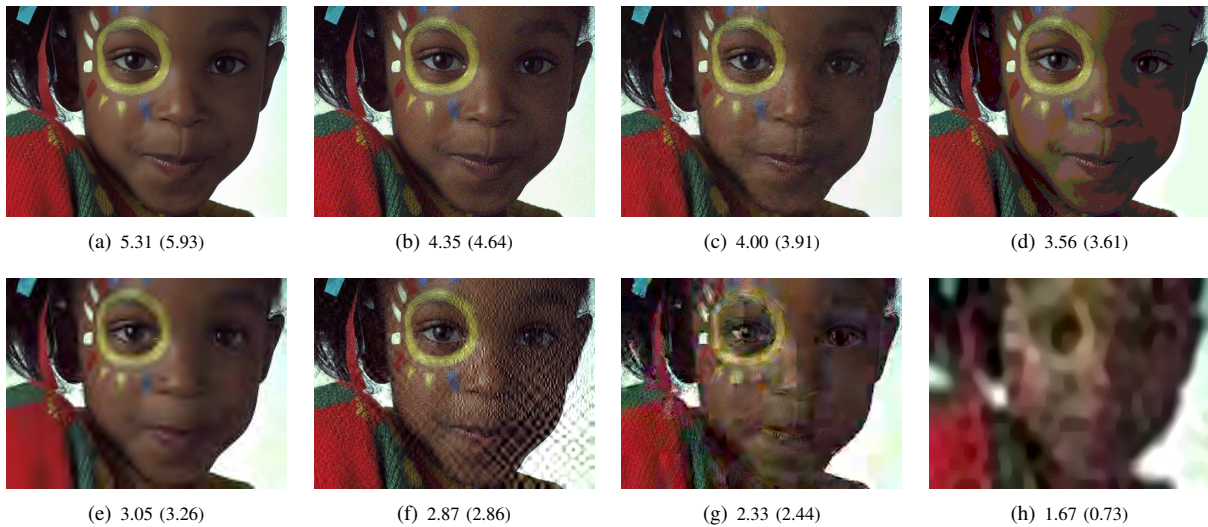 (a) 5.31 (5.93)
(b) 4.35 (4.64)
(c) 4.00 (3.91)
(d) 3.56 (3.61)
(e) 3.05 (3.26)
(f) 2.87 (2.86)
(g) 2.33 (2.44)
(h) 1.67 (0.73)